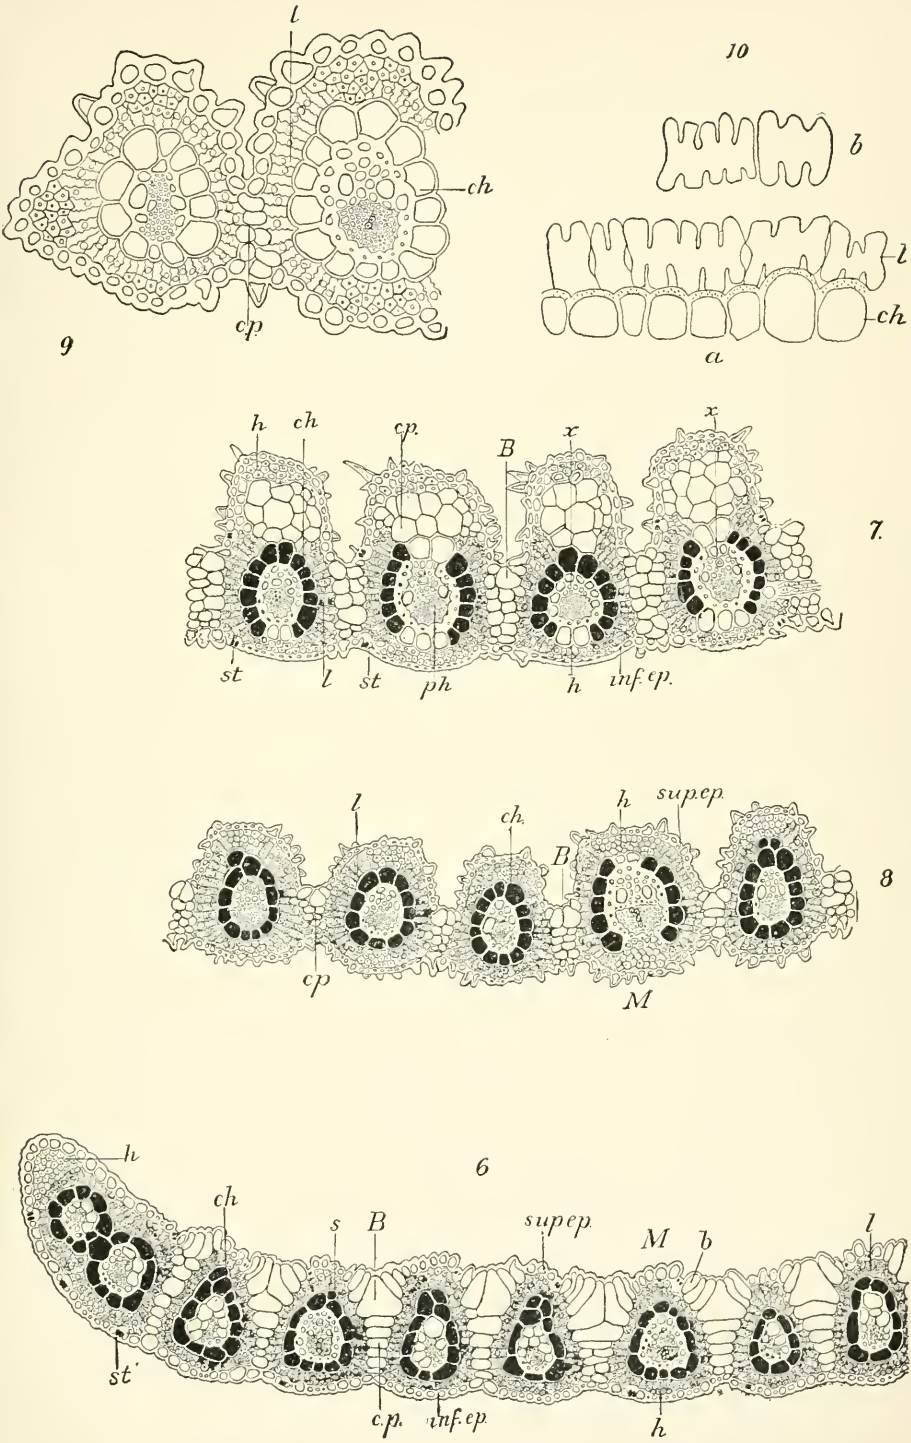 l
10
b
ch
l
ch
cp.
9
a
h ch cp. B x x
7.
st l st ph h inf. ep.
l ch. B h sup. ep.
8
cp M
h 6
ch s B sup ep. M b l
st
c.p. inf. ep. h